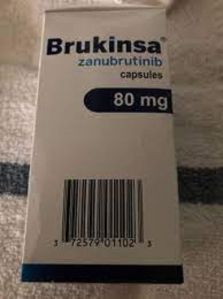 Brukinsa®
zanubrutinib
capsules
80 mg
3 72579 01102 3